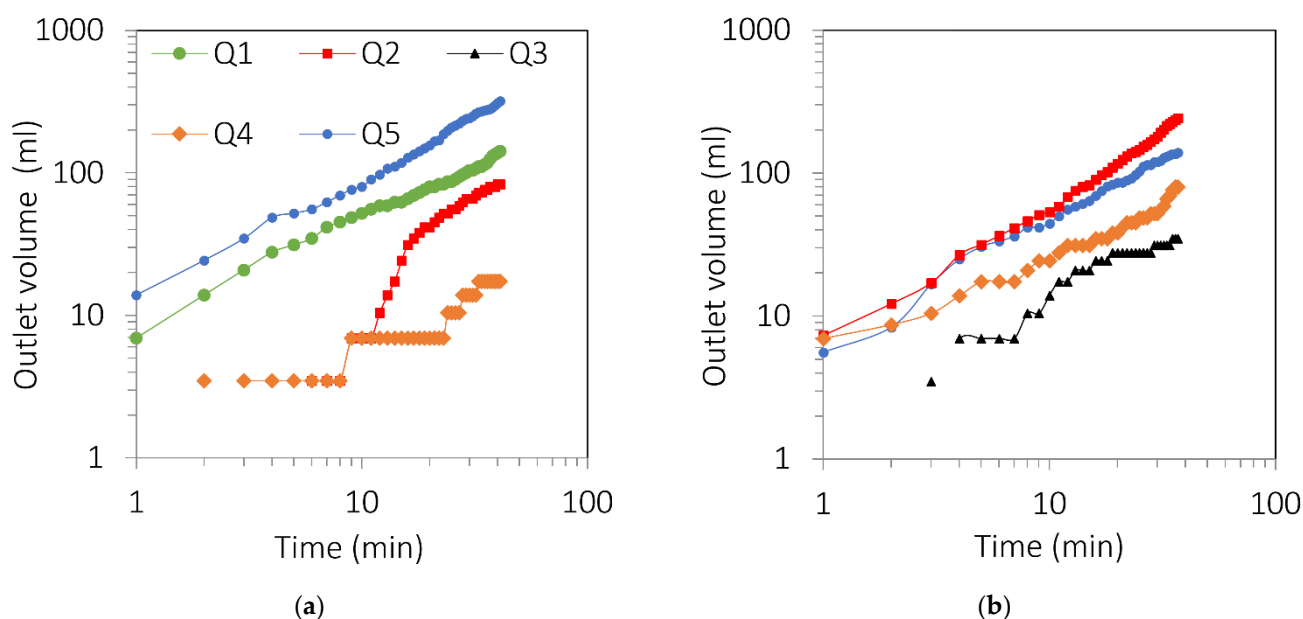 1000
Q1 Q2 Q3
Q4 Q5
100
10
1
1 10 100
Outlet volume (ml)
Time (min)
(a)
1000
100
10
1
1 10 100
Outlet volume (ml)
Time (min)
(b)